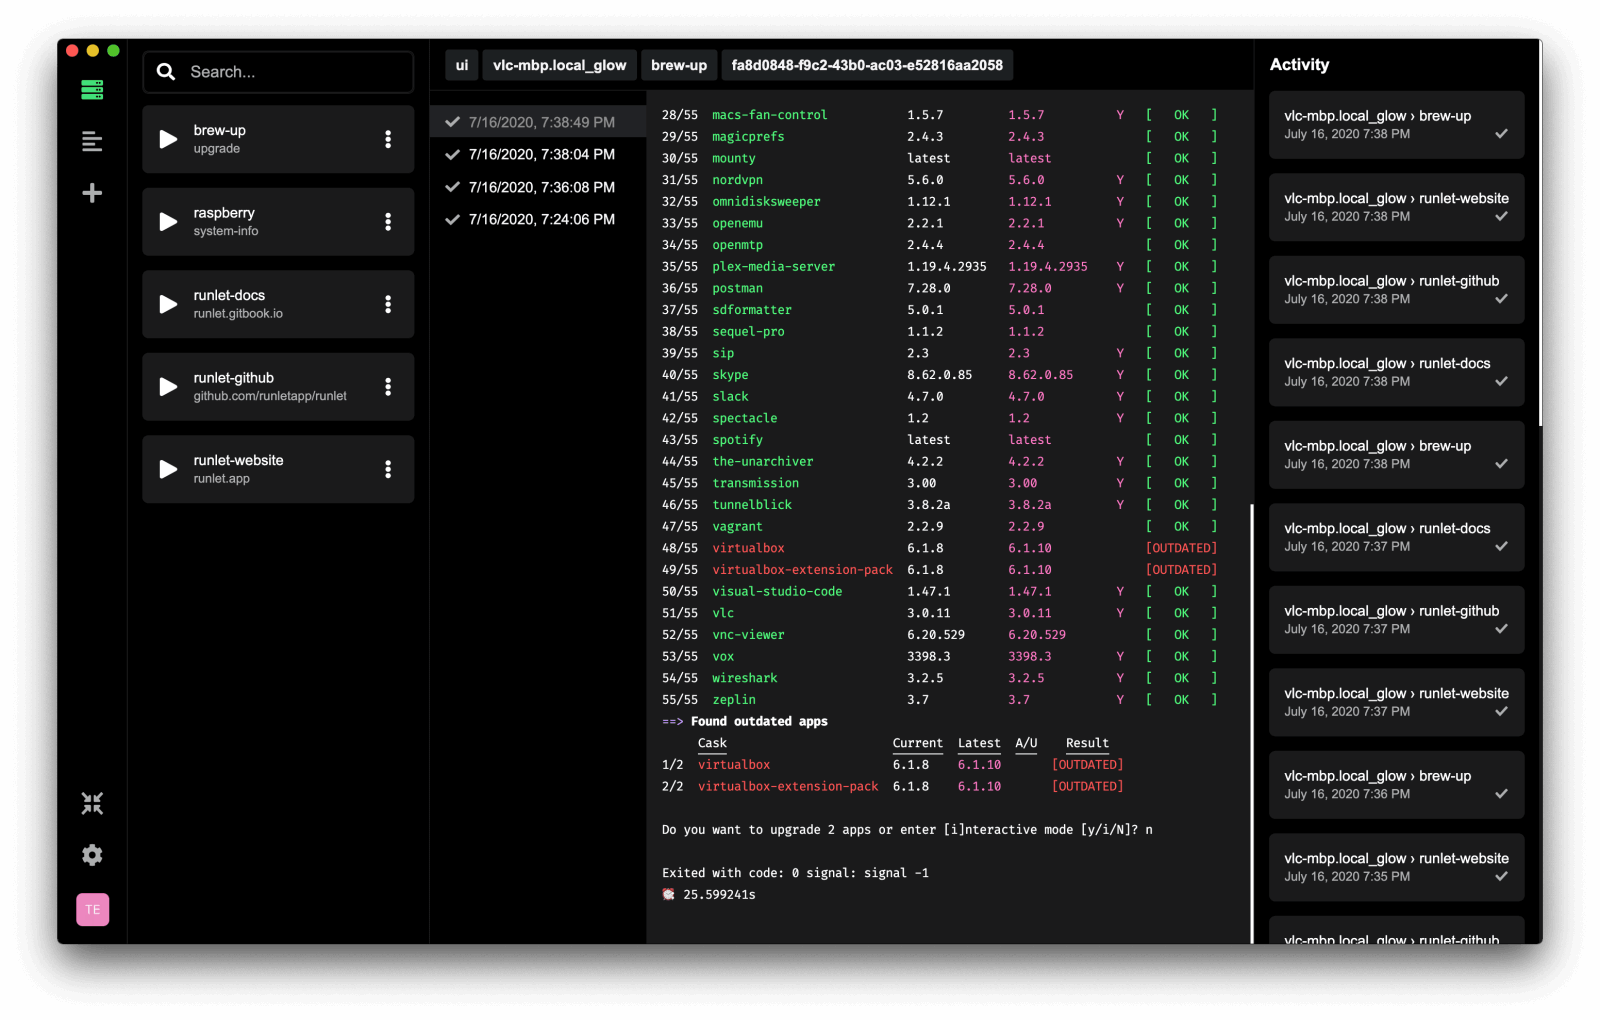 Search...
brew-up
upgrade
raspberry
system-info
runlet-docs
runlet.gitbook.io
runlet-github
github.com/runletapp/runlet
runlet-website
runlet.app
TE
ui vlc-mbp.local_glow brew-up fa8d0848-f9c2-43b0-ac03-e52816aa2058
7/16/2020, 7:38:49 PM
7/16/2020, 7:38:04 PM
7/16/2020, 7:36:08 PM
7/16/2020, 7:24:06 PM
28/55 macs-fan-control 1.5.7 1.5.7 Y [ OK ]
29/55 magicprefs 2.4.3 2.4.3 [ OK ]
30/55 mounty latest latest [ OK ]
31/55 nordvpn 5.6.0 5.6.0 Y [ OK ]
32/55 omnidisksweeper 1.12.1 1.12.1 Y [ OK ]
33/55 openemu 2.2.1 2.2.1 Y [ OK ]
34/55 openmtp 2.4.4 2.4.4 [ OK ]
35/55 plex-media-server 1.19.4.2935 1.19.4.2935 Y [ OK ]
36/55 postman 7.28.0 7.28.0 Y [ OK ]
37/55 sdformatter 5.0.1 5.0.1 [ OK ]
38/55 sequel-pro 1.1.2 1.1.2 [ OK ]
39/55 sip 2.3 2.3 Y [ OK ]
40/55 skype 8.62.0.85 8.62.0.85 Y [ OK ]
41/55 slack 4.7.0 4.7.0 Y [ OK ]
42/55 spectacle 1.2 1.2 Y [ OK ]
43/55 spotify latest latest [ OK ]
44/55 the-unarchiver 4.2.2 4.2.2 Y [ OK ]
45/55 transmission 3.00 3.00 Y [ OK ]
46/55 tunnelblick 3.8.2a 3.8.2a Y [ OK ]
47/55 vagrant 2.2.9 2.2.9 [ OK ]
48/55 virtualbox 6.1.8 6.1.10 [OUTDATED]
49/55 virtualbox-extension-pack 6.1.8 6.1.10 [OUTDATED]
50/55 visual-studio-code 1.47.1 1.47.1 Y [ OK ]
51/55 vlc 3.0.11 3.0.11 Y [ OK ]
52/55 vnc-viewer 6.20.529 6.20.529 [ OK ]
53/55 vox 3398.3 3398.3 Y [ OK ]
54/55 wireshark 3.2.5 3.2.5 Y [ OK ]
55/55 zeplin 3.7 3.7 Y [ OK ]
==> Found outdated apps
Cask Current Latest A/U Result
1/2 virtualbox 6.1.8 6.1.10 [OUTDATED]
2/2 virtualbox-extension-pack 6.1.8 6.1.10 [OUTDATED]
Do you want to upgrade 2 apps or enter [i]nteractive mode [y/i/N]? n
Exited with code: 0 signal: signal -1
⏰ 25.599241s
Activity
vlc-mbp.local_glow › brew-up
July 16, 2020 7:38 PM
vlc-mbp.local_glow › runlet-website
July 16, 2020 7:38 PM
vlc-mbp.local_glow › runlet-github
July 16, 2020 7:38 PM
vlc-mbp.local_glow › runlet-docs
July 16, 2020 7:38 PM
vlc-mbp.local_glow › brew-up
July 16, 2020 7:38 PM
vlc-mbp.local_glow › runlet-docs
July 16, 2020 7:37 PM
vlc-mbp.local_glow › runlet-github
July 16, 2020 7:37 PM
vlc-mbp.local_glow › runlet-website
July 16, 2020 7:37 PM
vlc-mbp.local_glow › brew-up
July 16, 2020 7:36 PM
vlc-mbp.local_glow › runlet-website
July 16, 2020 7:35 PM
vlc-mbp.local_glow › runlet-github